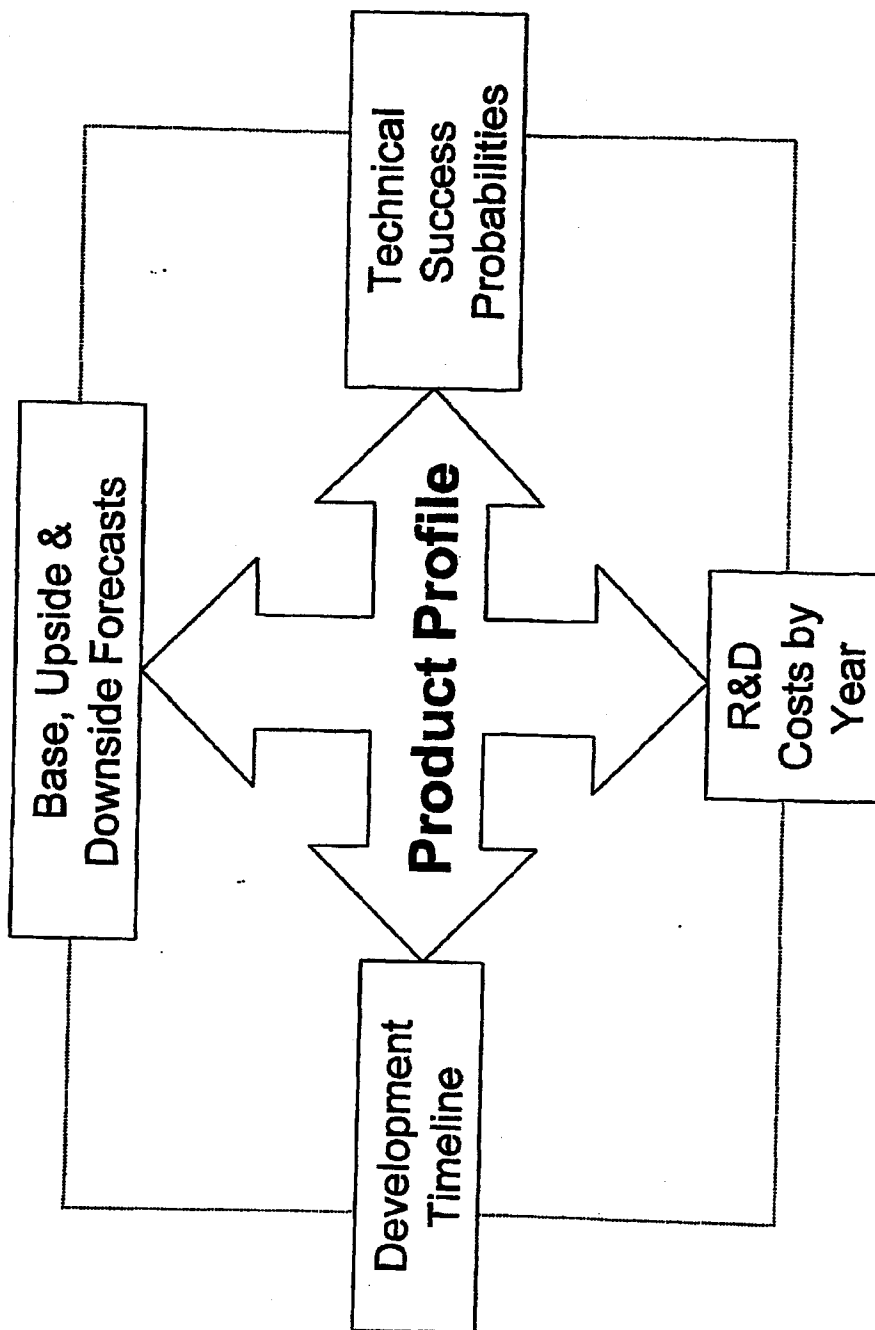 Base, Upside &
Downside Forecasts
Development
Timeline
Product Profile
Technical
Success
Probabilities
R&D
Costs by
Year